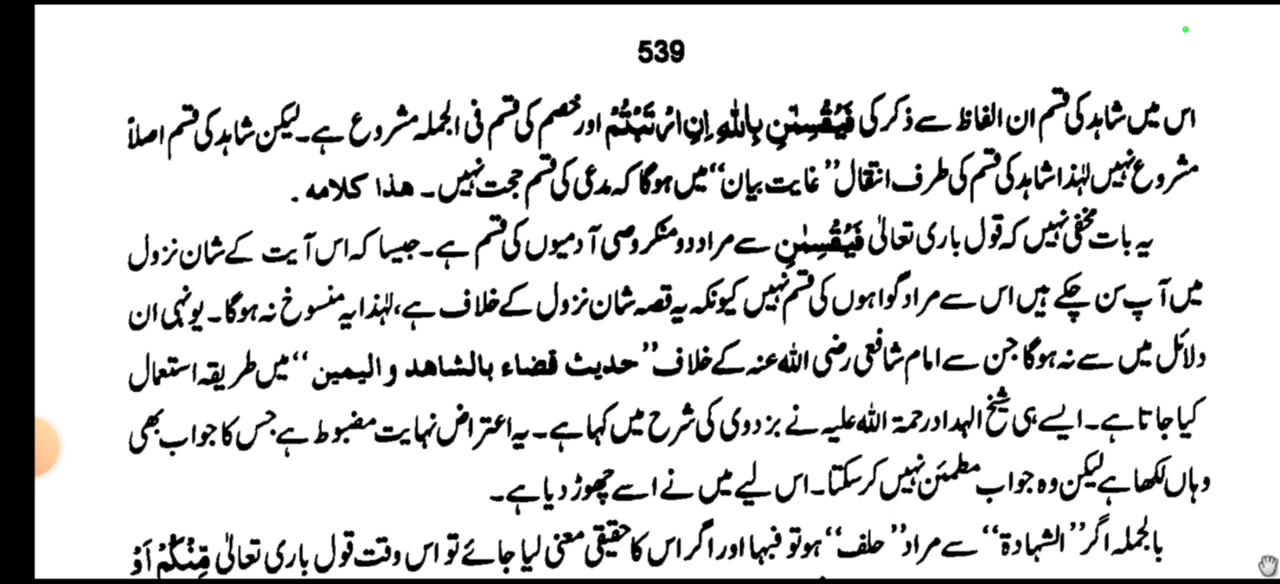 539
اس میں شاہد کی قسم ان الفاظ سے ذکر کی فَيُقْسِمٰنِ بِاللّٰهِ اِنِ ارْتَبْتُمْ اور خصم کی قسم فی الجملہ مشروع ہے۔ لیکن شاہد کی قسم اصلاً
مشروع نہیں لہٰذا شاہد کی قسم کی طرف انتقال ”غایت بیان“ میں ہوگا کہ مدعی کی قسم حجت نہیں۔ هذا كلامه .
یہ بات مخفی نہیں کہ قول باری تعالیٰ فَيُقْسِمٰنِ سے مراد دو منکر وصی آدمیوں کی قسم ہے۔ جیسا کہ اس آیت کے شان نزول
میں آپ سن چکے ہیں اس سے مراد گواہوں کی قسم نہیں کیونکہ یہ قصہ شان نزول کے خلاف ہے، لہٰذا یہ منسوخ نہ ہوگا۔ یونہی ان
دلائل میں سے نہ ہوگا جن سے امام شافعی رضی اللہ عنہ کے خلاف ”حدیث قضاء بالشاهد و اليمين“ میں طریقہ استعمال
کیا جاتا ہے۔ ایسے ہی شیخ الہداد رحمۃ اللہ علیہ نے بزدوی کی شرح میں کہا ہے۔ یہ اعتراض نہایت مضبوط ہے جس کا جواب بھی
وہاں لکھا ہے لیکن وہ جواب مطمئن نہیں کر سکتا۔ اس لیے میں نے اسے چھوڑ دیا ہے۔
بالجملہ اگر ”الشہادۃ“ سے مراد ”حلف“ ہو تو فبہا اور اگر اس کا حقیقی معنی لیا جائے تو اس وقت قول باری تعالیٰ مِّنْكُمْ اَوْ